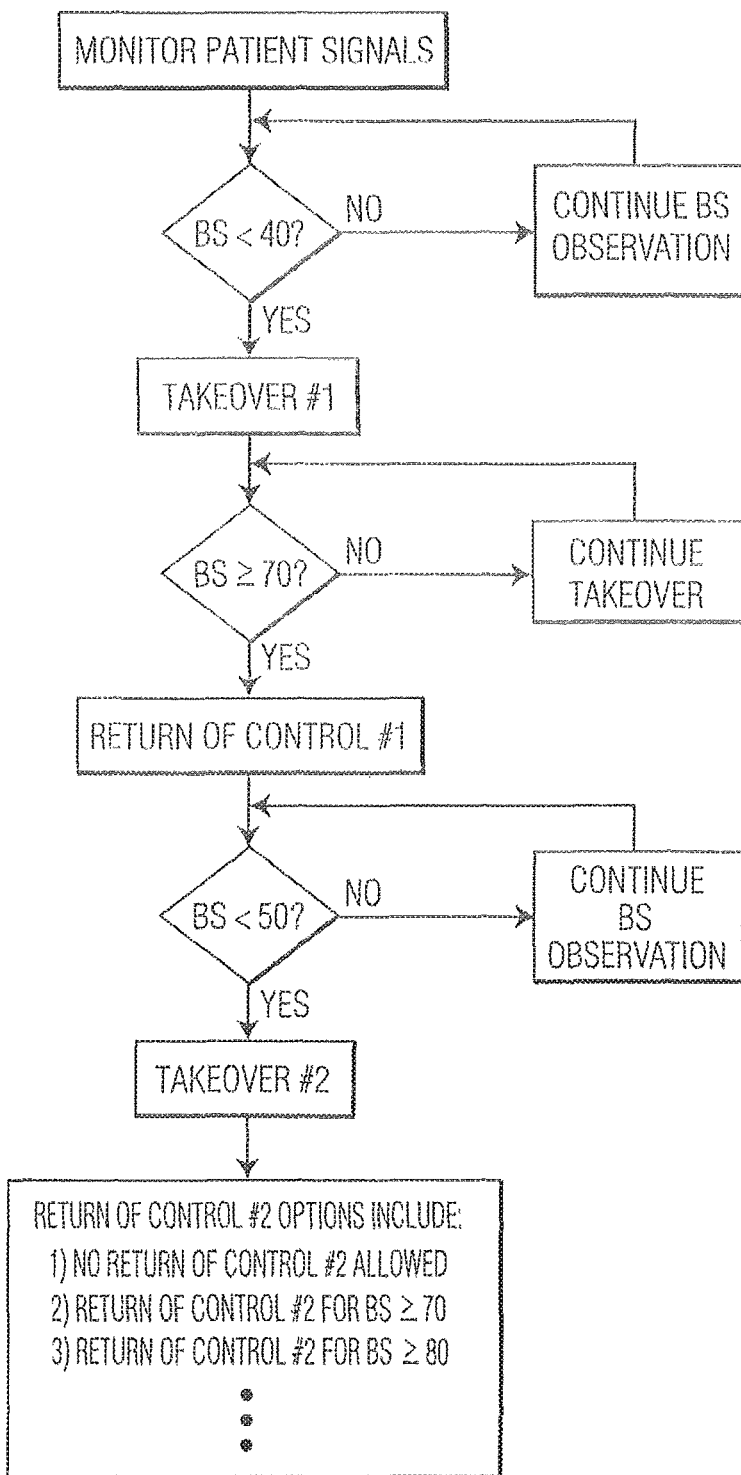 MONITOR PATIENT SIGNALS
BS < 40?
NO
CONTINUE BS
OBSERVATION
YES
TAKEOVER #1
BS ≥ 70?
NO
CONTINUE
TAKEOVER
YES
RETURN OF CONTROL #1
BS < 50?
NO
CONTINUE
BS
OBSERVATION
YES
TAKEOVER #2
RETURN OF CONTROL #2 OPTIONS INCLUDE:
1) NO RETURN OF CONTROL #2 ALLOWED
2) RETURN OF CONTROL #2 FOR BS ≥ 70
3) RETURN OF CONTROL #2 FOR BS ≥ 80